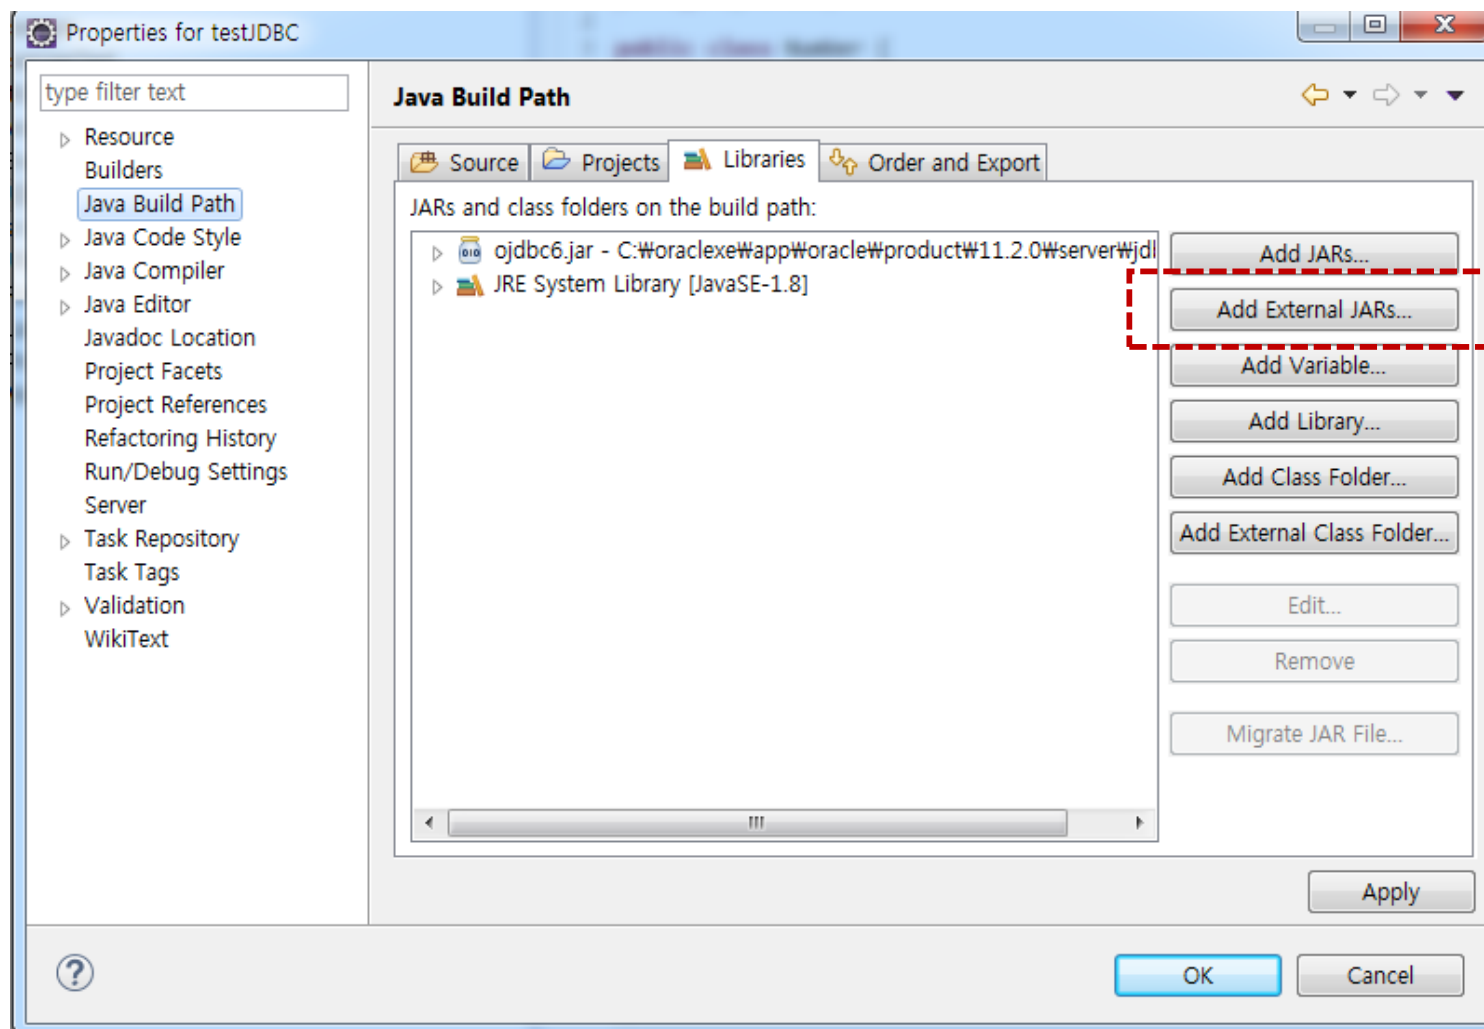 Properties for testJDBC
public class Number {
type filter text
Resource
Builders
Java Build Path
Java Code Style
Java Compiler
Java Editor
Javadoc Location
Project Facets
Project References
Refactoring History
Run/Debug Settings
Server
Task Repository
Task Tags
Validation
WikiText
Java Build Path
Source Projects Libraries Order and Export
JARs and class folders on the build path:
ojdbc6.jar - C:₩oraclexe₩app₩oracle₩product₩11.2.0₩server₩jdl
JRE System Library [JavaSE-1.8]
Add JARs...
Add External JARs...
Add Variable...
Add Library...
Add Class Folder...
Add External Class Folder...
Edit...
Remove
Migrate JAR File...
Apply
OK Cancel